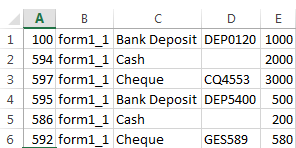 A B C D E
1 100 form1_1 Bank Deposit DEP0120 1000
2 594 form1_1 Cash 2000
3 597 form1_1 Cheque CQ4553 3000
4 595 form1_1 Bank Deposit DEP5400 500
5 586 form1_1 Cash 200
6 592 form1_1 Cheque GES589 580